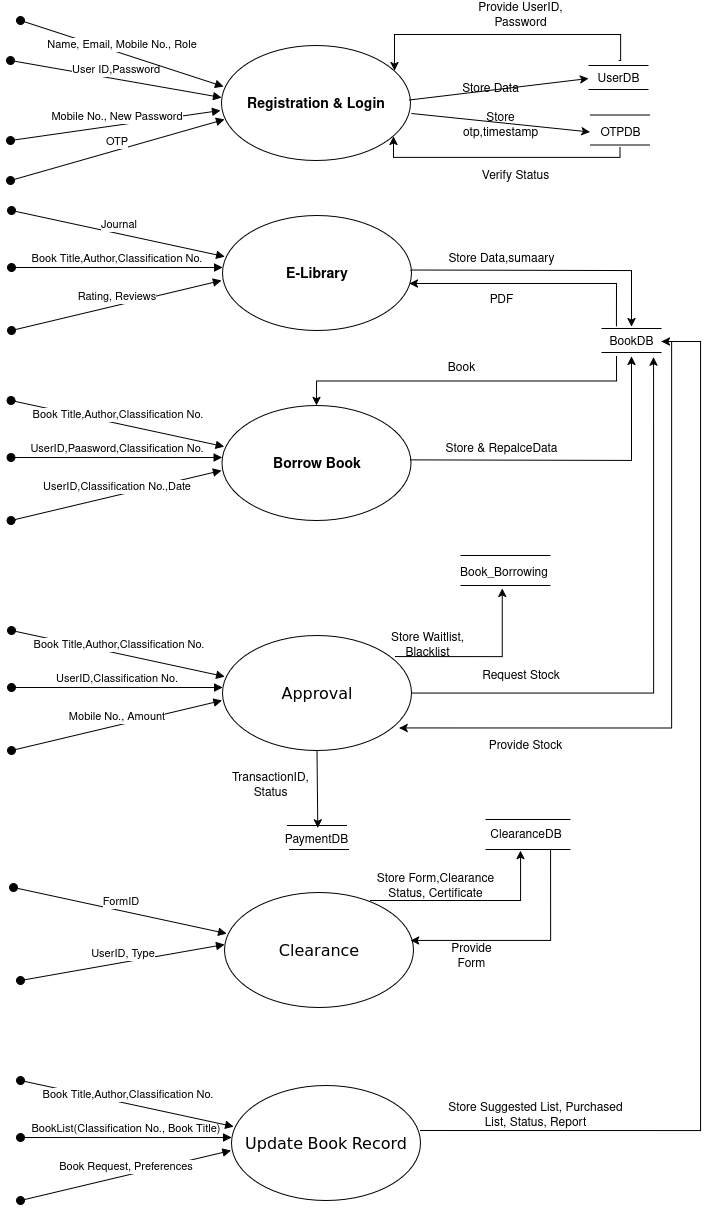 Provide UserID,
Password
Name, Email, Mobile No., Role
User ID,Password
Registration & Login
Store Data
UserDB
Mobile No., New Password
Store
otp,timestamp
OTPDB
OTP
Verify Status
Journal
Book Title,Author,Classification No.
E-Library
Store Data,sumaary
Rating, Reviews
PDF
BookDB
Book
Book Title,Author,Classification No.
UserID,Paasword,Classification No.
Borrow Book
Store & RepalceData
UserID,Classification No.,Date
Book_Borrowing
Book Title,Author,Classification No.
Store Waitlist,
Blacklist
UserID,Classification No.
Approval
Request Stock
Mobile No., Amount
Provide Stock
TransactionID,
Status
PaymentDB
ClearanceDB
Store Form,Clearance
Status, Certificate
FormID
UserID, Type
Clearance
Provide
Form
Book Title,Author,Classification No.
Store Suggested List, Purchased
List, Status, Report
BookList(Classification No., Book Title)
Update Book Record
Book Request, Preferences